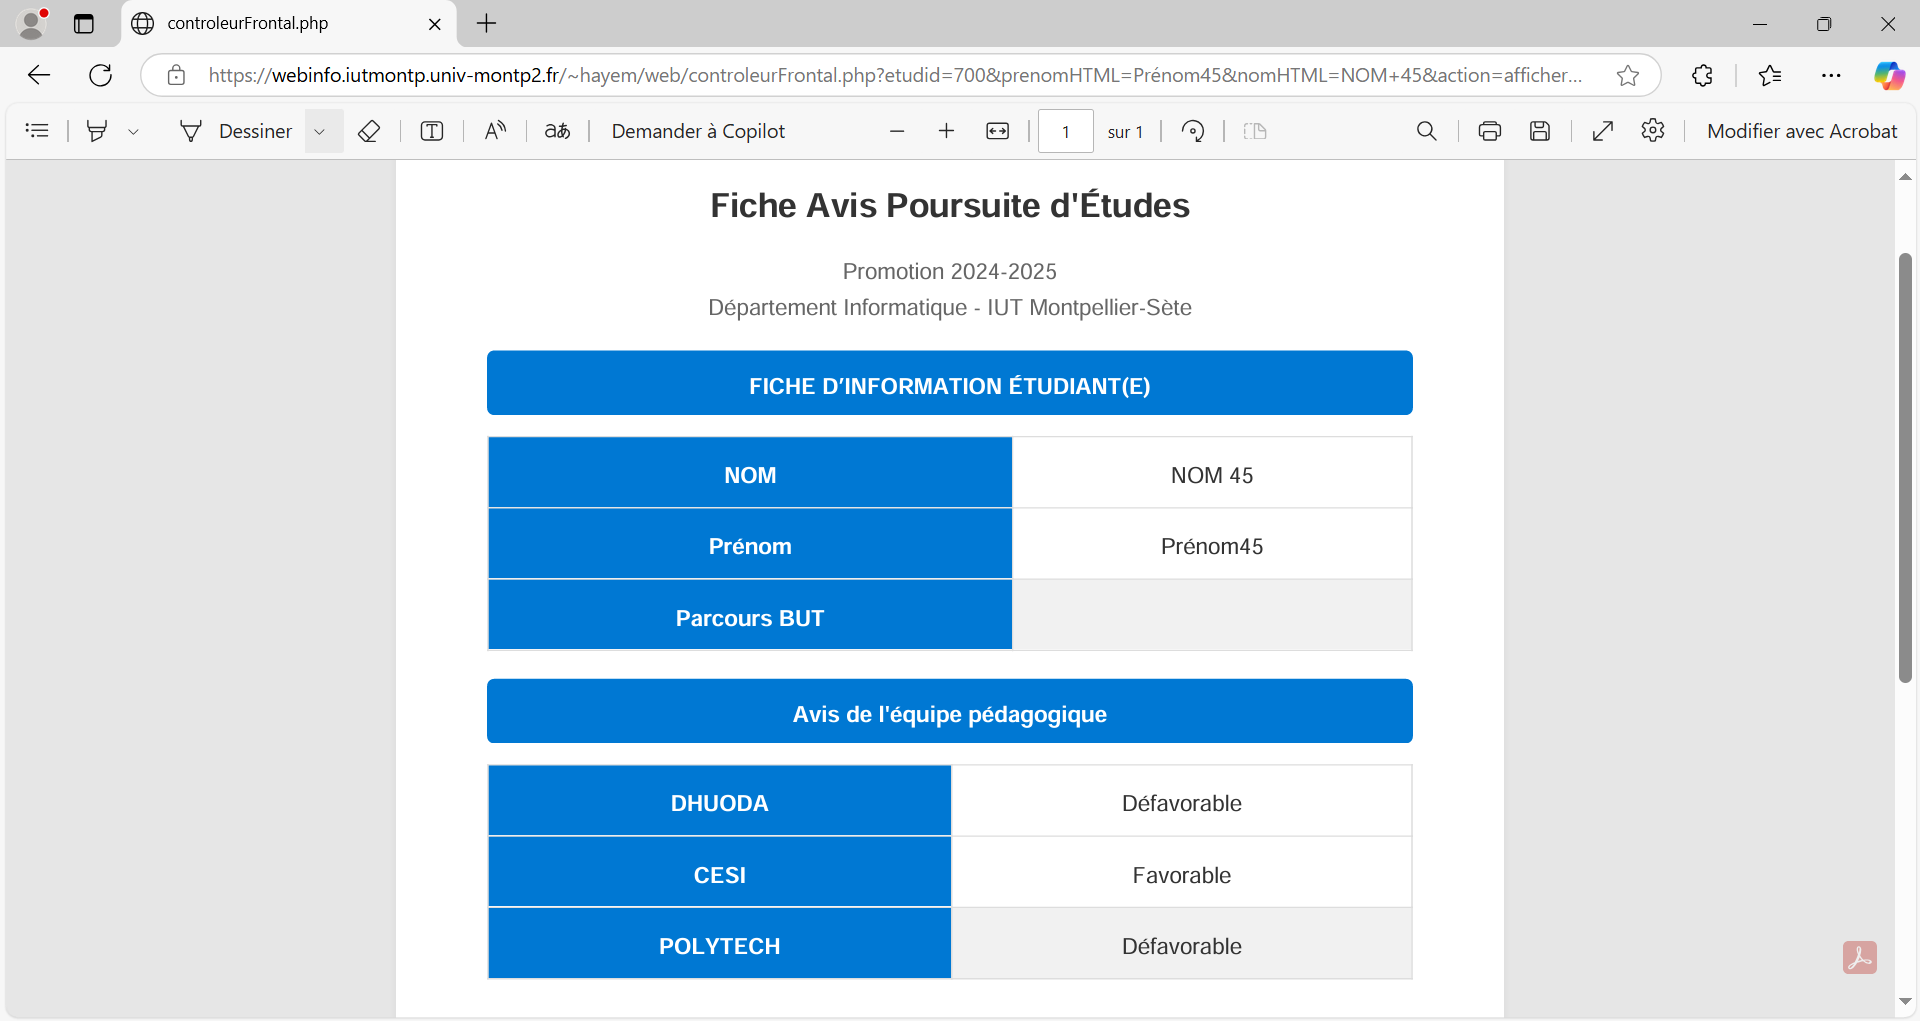 controleurFrontal.php
https://webinfo.iutmontp.univ-montp2.fr/~hayem/web/controleurFrontal.php?etudid=700&prenomHTML=Prénom45&nomHTML=NOM+45&action=afficher...
Dessiner
aあ
Demander à Copilot
1 sur 1
Modifier avec Acrobat
Fiche Avis Poursuite d'Études
Promotion 2024-2025
Département Informatique - IUT Montpellier-Sète
FICHE D’INFORMATION ÉTUDIANT(E)
NOM NOM 45
Prénom Prénom45
Parcours BUT
Avis de l'équipe pédagogique
DHUODA Défavorable
CESI Favorable
POLYTECH Défavorable